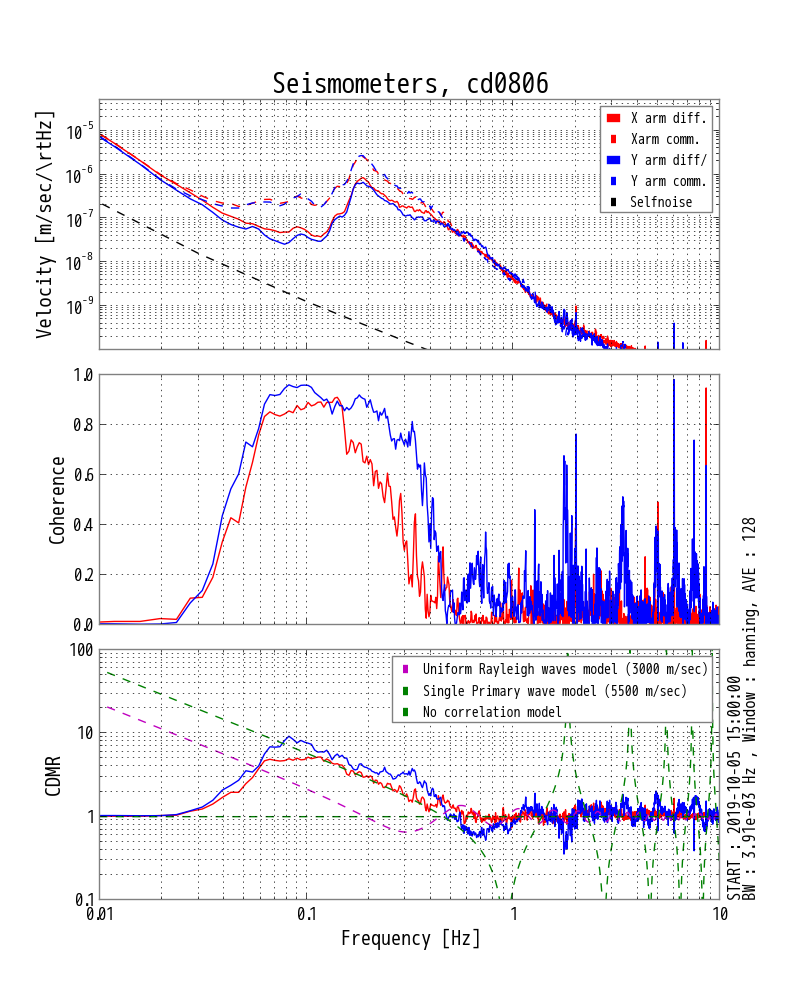 Seismometers, cd0806
Velocity [m/sec/\rtHz]
10^-5
10^-6
10^-7
10^-8
10^-9
X arm diff.
Xarm comm.
Y arm diff/
Y arm comm.
Selfnoise
Coherence
1.0
0.8
0.6
0.4
0.2
0.0
CDMR
100
10
1
0.1
Uniform Rayleigh waves model (3000 m/sec)
Single Primary wave model (5500 m/sec)
No correlation model
0.01
0.1
1
10
Frequency [Hz]
START : 2019-10-05 15:00:00
BW : 3.91e-03 Hz , Window : hanning, AVE : 128